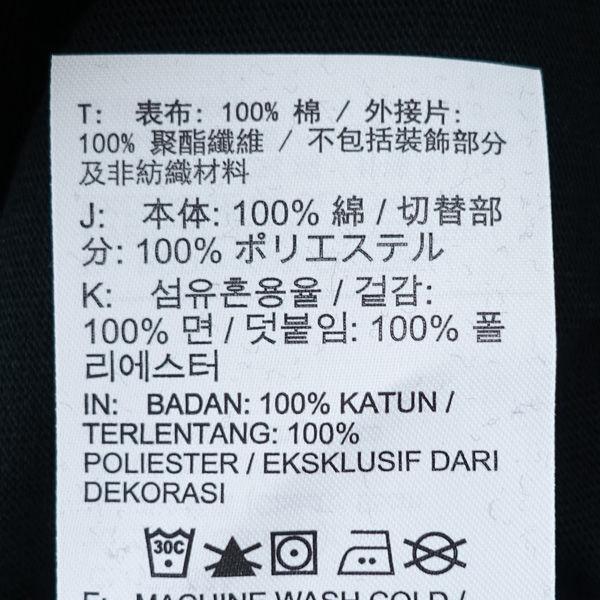 T: 表布: 100% 棉 / 外接片:
100% 聚酯纖維 / 不包括裝飾部分
及非紡織材料
J: 本体: 100% 綿 / 切替部
分: 100% ポリエステル
K: 섬유혼용율 / 겉감:
100% 면 / 덧붙임: 100% 폴
리에스터
IN: BADAN: 100% KATUN /
TERLENTANG: 100%
POLIESTER / EKSKLUSIF DARI
DEKORASI
30C
E: MACHINE WASH COLD /